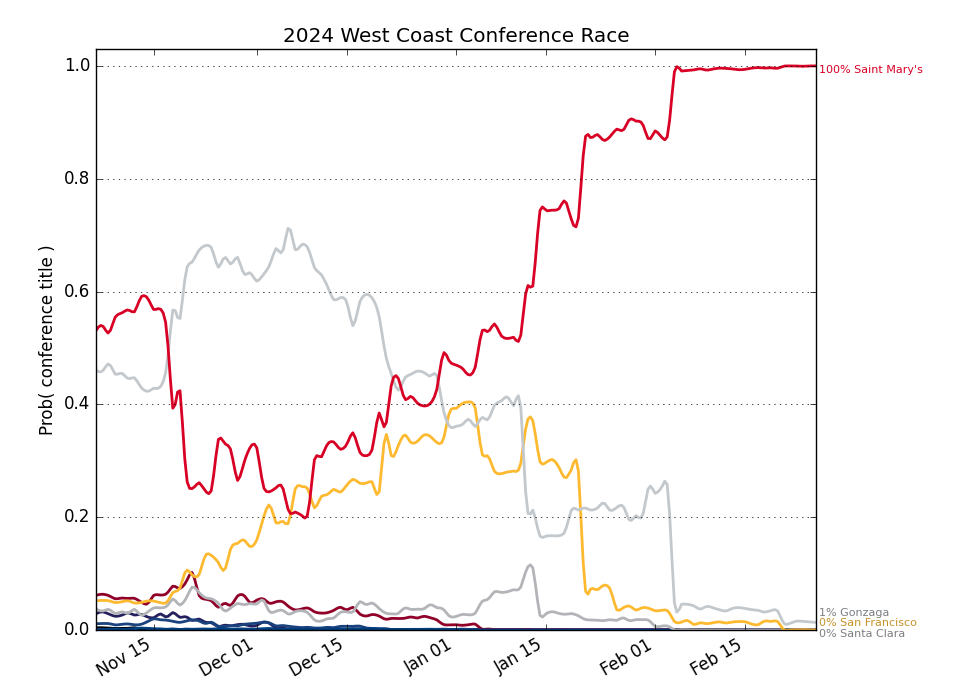 2024 West Coast Conference Race
Prob( conference title )
1.0
0.8
0.6
0.4
0.2
0.0
100% Saint Mary's
1% Gonzaga
0% San Francisco
0% Santa Clara
Nov 15
Dec 01
Dec 15
Jan 01
Jan 15
Feb 01
Feb 15